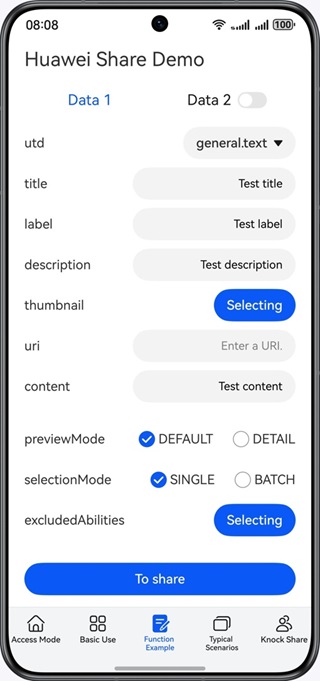 08:08 100
Huawei Share Demo
Data 1 Data 2
utd general.text
title Test title
label Test label
description Test description
thumbnail Selecting
uri Enter a URI.
content Test content
previewMode DEFAULT DETAIL
selectionMode SINGLE BATCH
excludedAbilities Selecting
To share
Access Mode Basic Use Function Example Typical Scenarios Knock Share